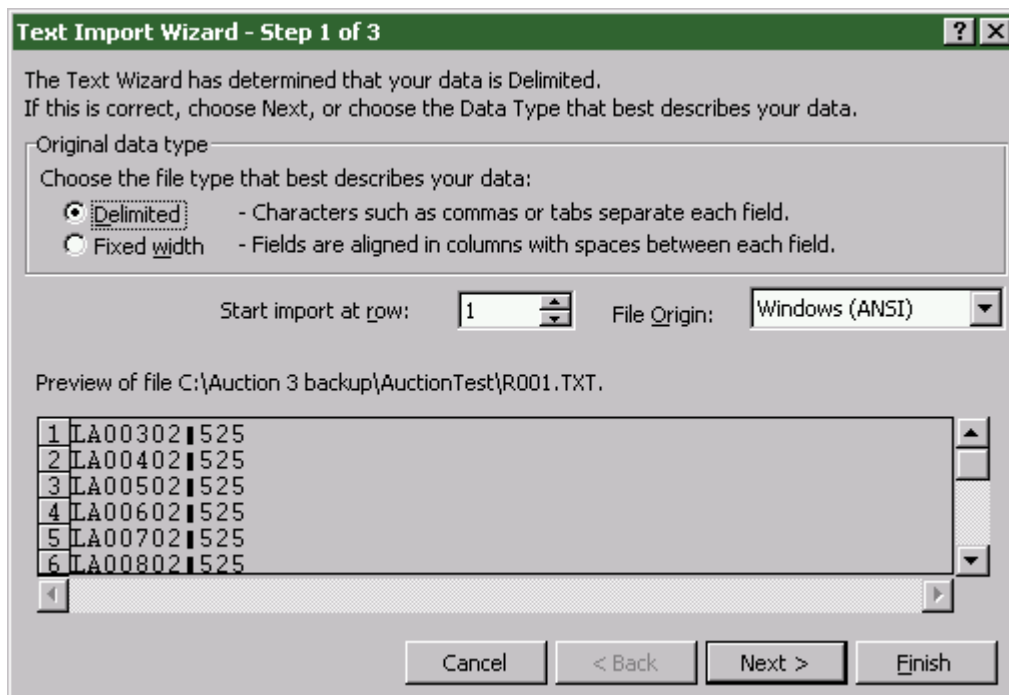 Text Import Wizard - Step 1 of 3
The Text Wizard has determined that your data is Delimited.
If this is correct, choose Next, or choose the Data Type that best describes your data.
Original data type
Choose the file type that best describes your data:
Delimited - Characters such as commas or tabs separate each field.
Fixed width - Fields are aligned in columns with spaces between each field.
Start import at row: 1 File Origin: Windows (ANSI)
Preview of file C:\Auction 3 backup\AuctionTest\R001.TXT.
1 LA00302▮525
2 LA00402▮525
3 LA00502▮525
4 LA00602▮525
5 LA00702▮525
6 LA00802▮525
Cancel < Back Next > Finish